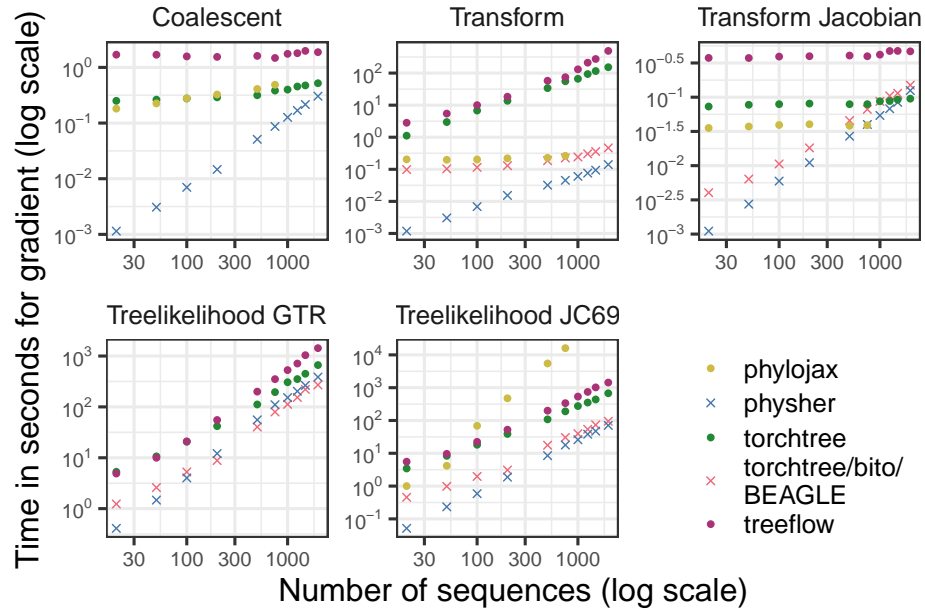 Coalescent
Transform
Transform Jacobian
10^0
10^-1
10^-2
10^-3
30 100 300 1000
10^2
10^1
10^0
10^-1
10^-2
10^-3
30 100 300 1000
10^-0.5
10^-1
10^-1.5
10^-2
10^-2.5
10^-3
30 100 300 1000
Treelikelihood GTR
Treelikelihood JC69
10^3
10^2
10^1
10^0
30 100 300 1000
10^4
10^3
10^2
10^1
10^0
10^-1
30 100 300 1000
Time in seconds for gradient (log scale)
Number of sequences (log scale)
phylojax
physher
torchtree
torchtree/bito/
BEAGLE
treeflow